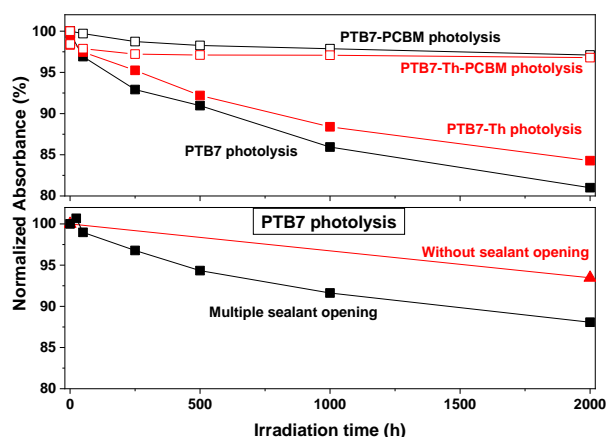 100
95
90
85
80
PTB7-PCBM photolysis
PTB7-Th-PCBM photolysis
PTB7-Th photolysis
PTB7 photolysis
Normalized Absorbance (%)
PTB7 photolysis
100
95
90
85
80
Without sealant opening
Multiple sealant opening
0 500 1000 1500 2000
Irradiation time (h)